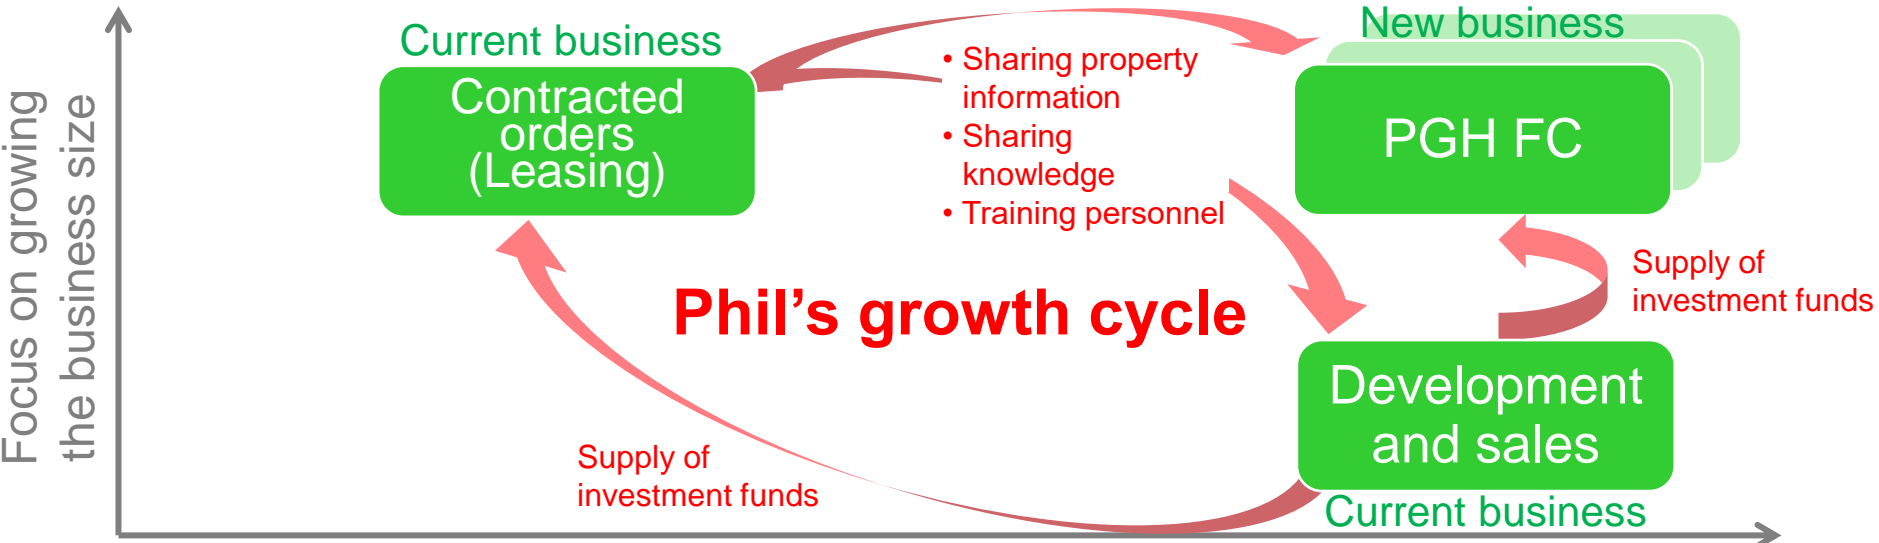 Focus on growing
the business size
Current business
Contracted
orders
(Leasing)
• Sharing property
information
• Sharing
knowledge
• Training personnel
New business
PGH FC
Supply of
investment funds
Phil’s growth cycle
Development
and sales
Current business
Supply of
investment funds